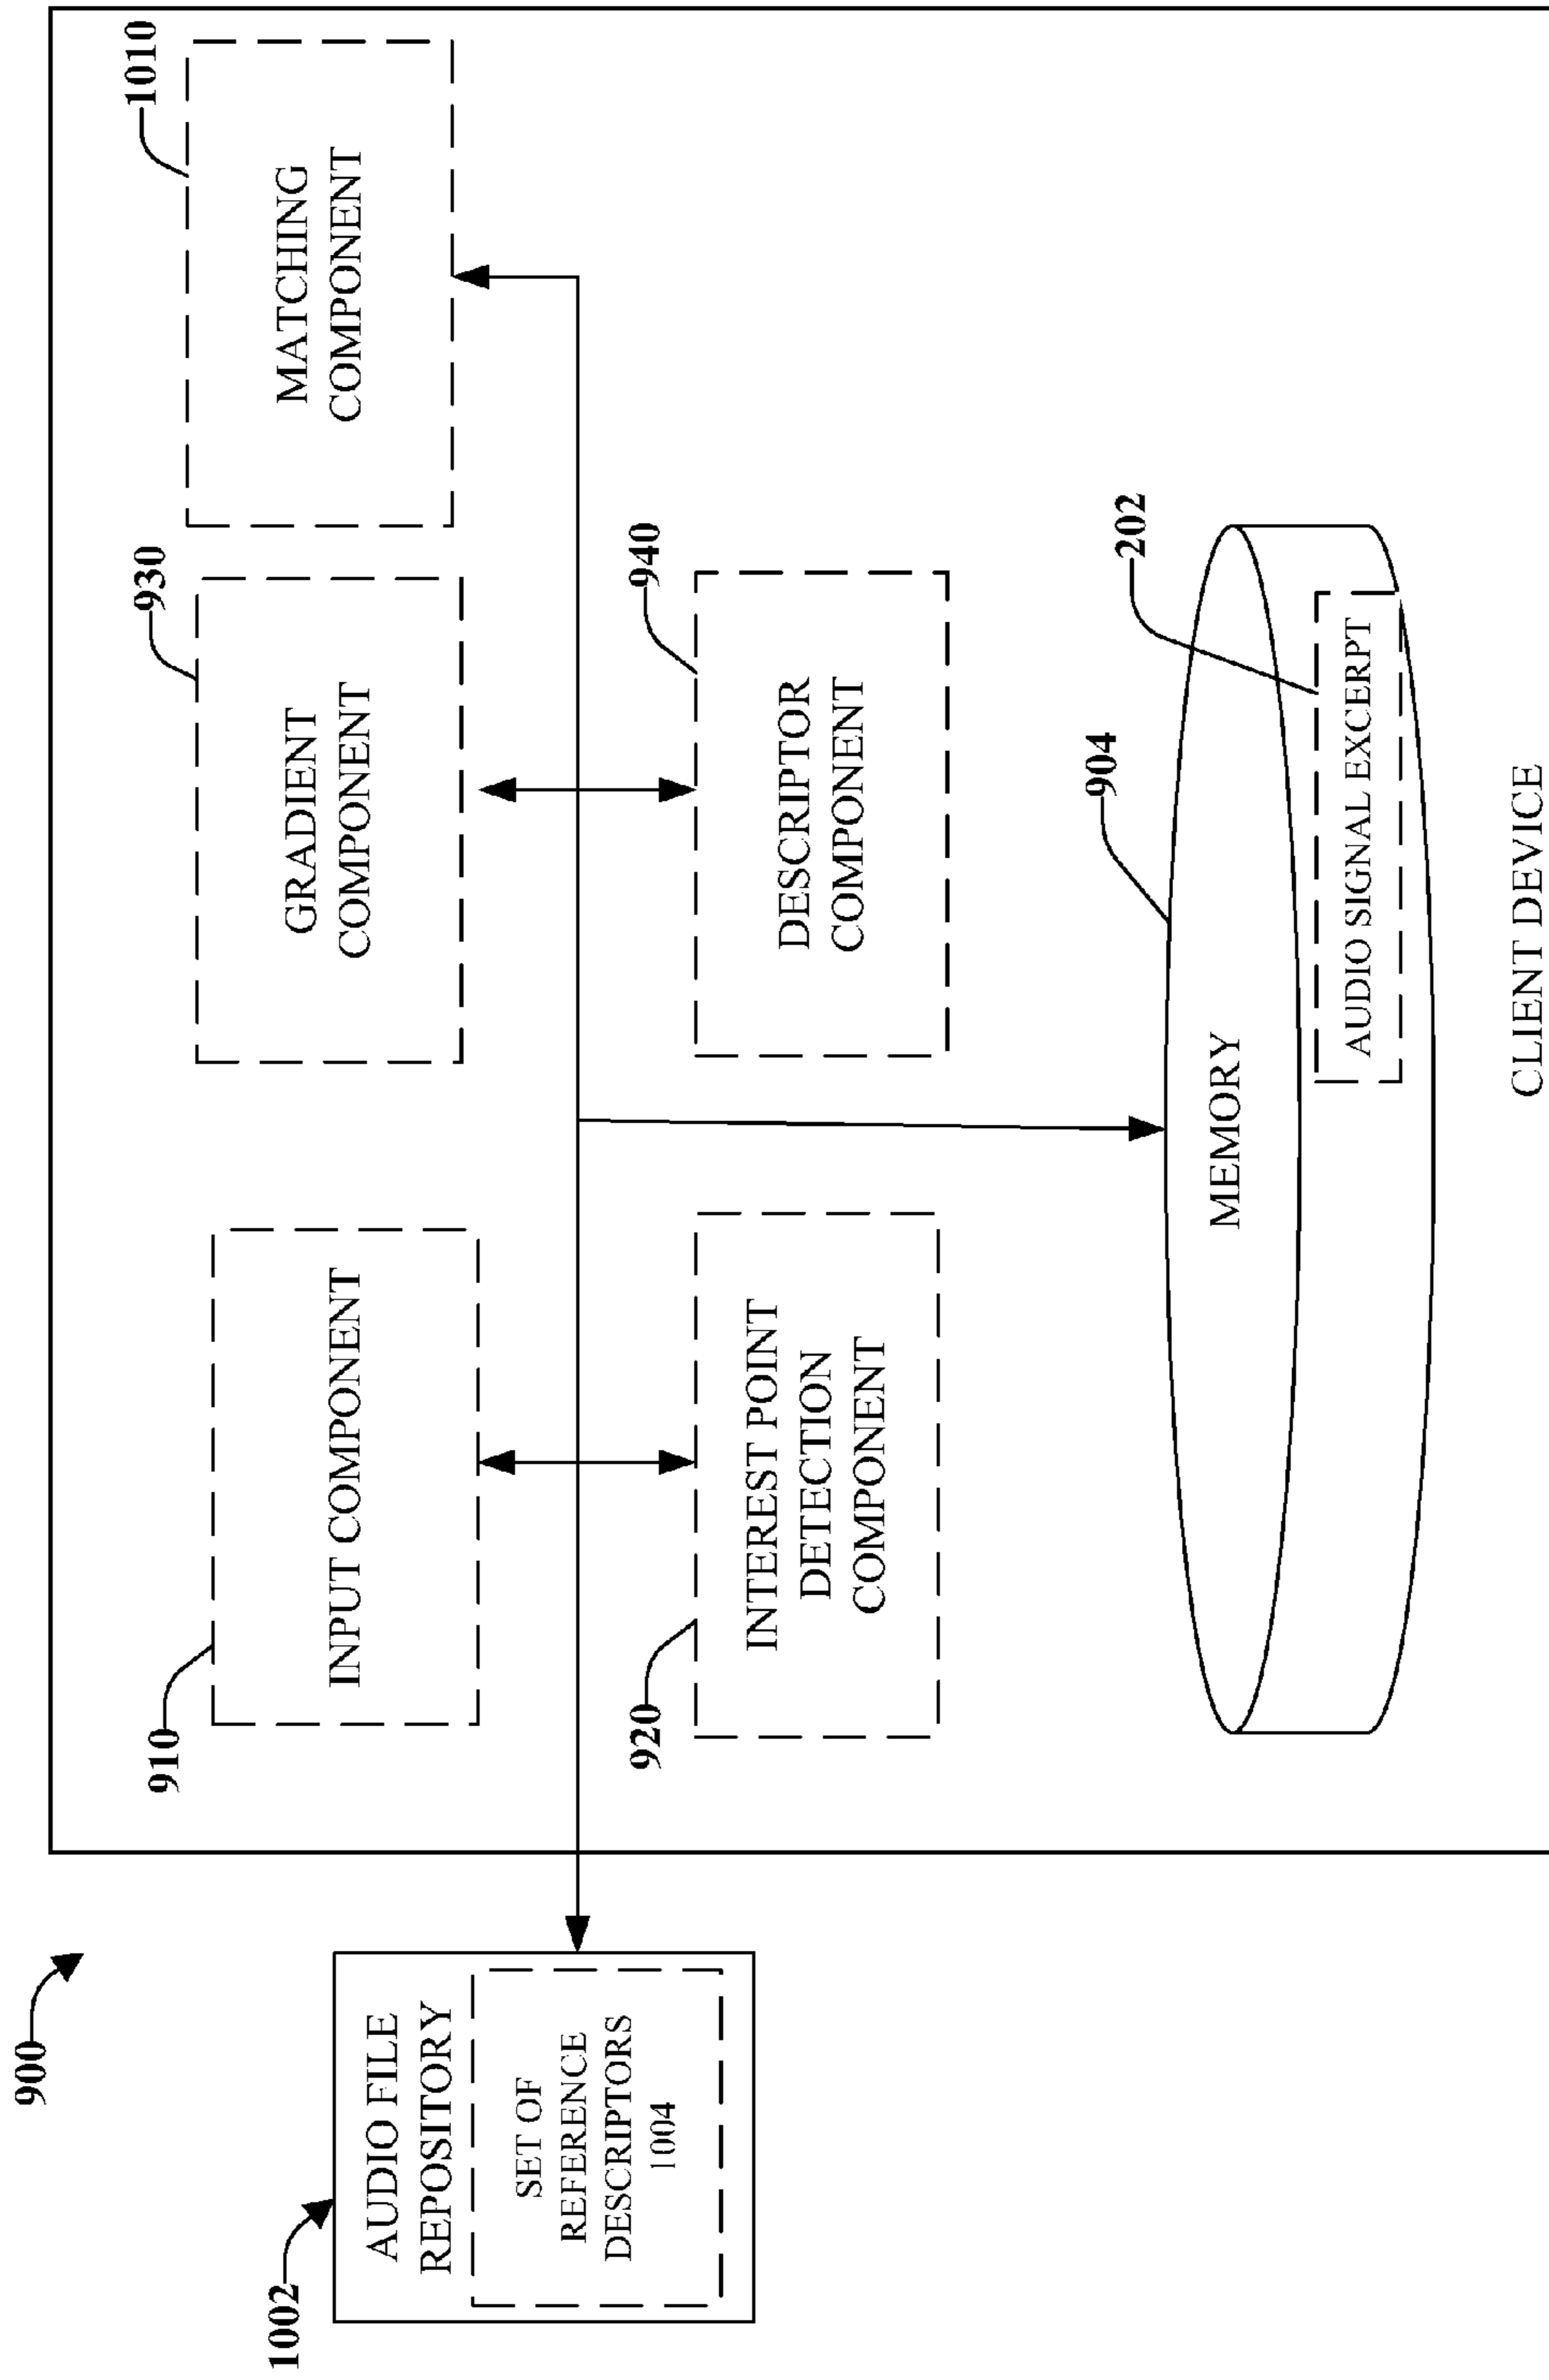 900
1002
AUDIO FILE
REPOSITORY
SET OF
REFERENCE
DESCRIPTORS
1004
910
INPUT COMPONENT
930
GRADIENT
COMPONENT
1010
MATCHING
COMPONENT
920
INTEREST POINT
DETECTION
COMPONENT
940
DESCRIPTOR
COMPONENT
904
MEMORY
202
AUDIO SIGNAL EXCERPT
CLIENT DEVICE